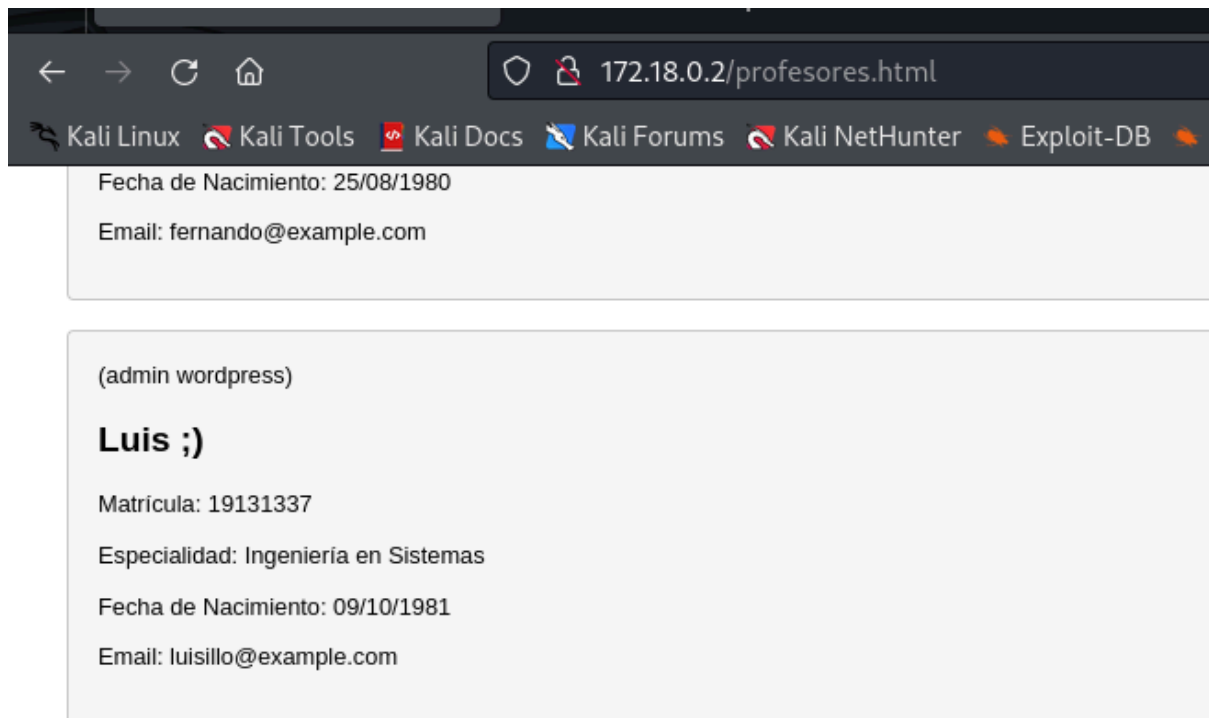 172.18.0.2/profesores.html
Kali Linux Kali Tools Kali Docs Kali Forums Kali NetHunter Exploit-DB
Fecha de Nacimiento: 25/08/1980
Email: fernando@example.com
(admin wordpress)
Luis ;)
Matrícula: 19131337
Especialidad: Ingeniería en Sistemas
Fecha de Nacimiento: 09/10/1981
Email: luisillo@example.com